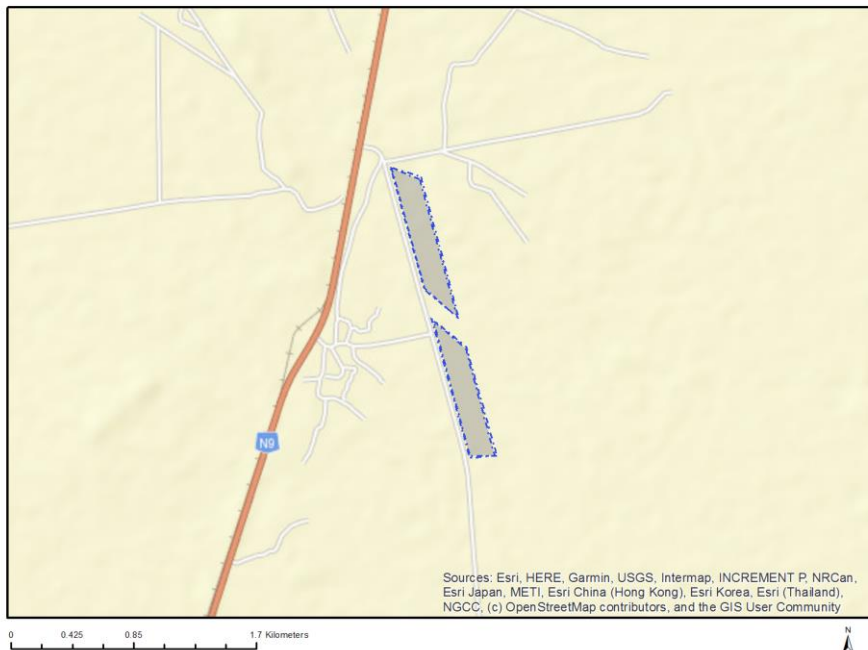 N9
Sources: Esri, HERE, Garmin, USGS, Intermap, INCREMENT P, NRCan,
Esri Japan, METI, Esri China (Hong Kong), Esri Korea, Esri (Thailand),
NGCC, (c) OpenStreetMap contributors, and the GIS User Community
0 0.425 0.85 1.7 Kilometers
N